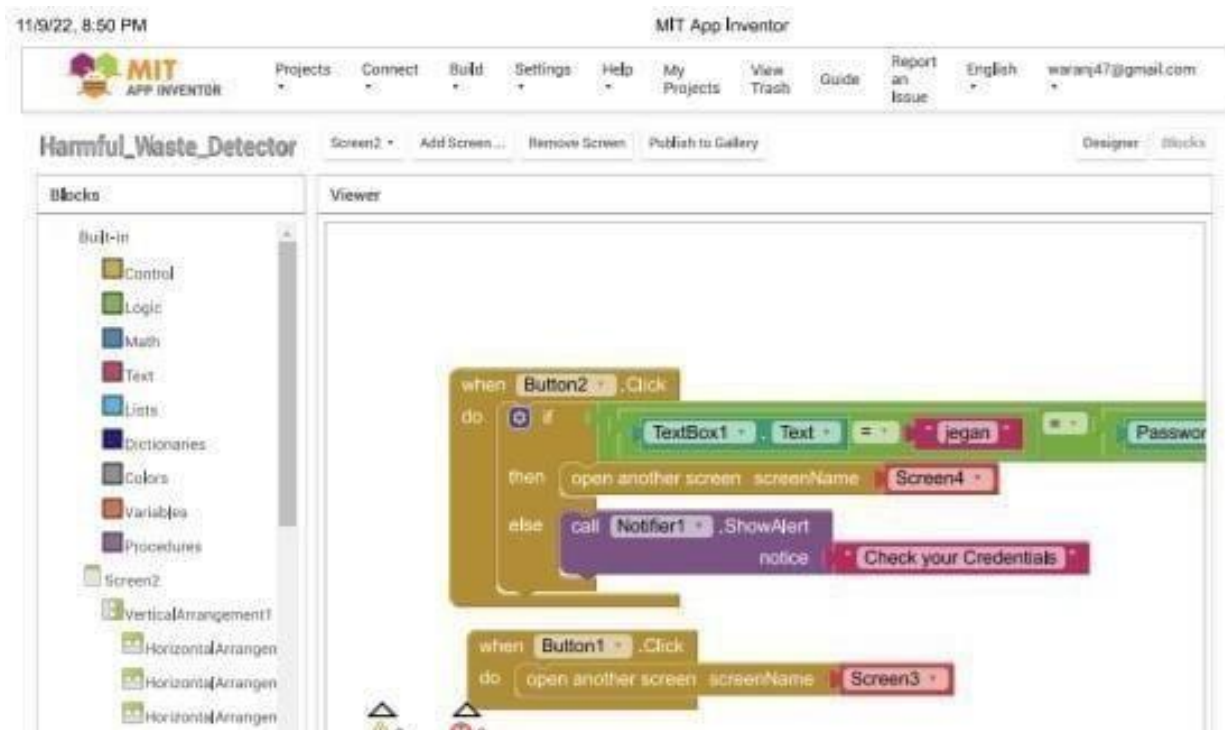 11/9/22, 8:50 PM MIT App Inventor
MIT APP INVENTOR Projects Connect Build Settings Help My Projects View Trash Guide Report an Issue English waranj47@gmail.com
Harmful_Waste_Detector Screen2 Add Screen ... Remove Screen Publish to Gallery Designer Blocks
Blocks Viewer
Built-in
Control
Logic
Math
Text
Lists
Dictionaries
Colors
Variables
Procedures
Screen2
VerticalArrangement1
HorizontalArrangen
HorizontalArrangen
HorizontalArrangen
when Button2 .Click
do if TextBox1 . Text = " jegan " = Passwor
then open another screen screenName Screen4
else call Notifier1 .ShowAlert
notice " Check your Credentials "
when Button1 .Click
do open another screen screenName Screen3